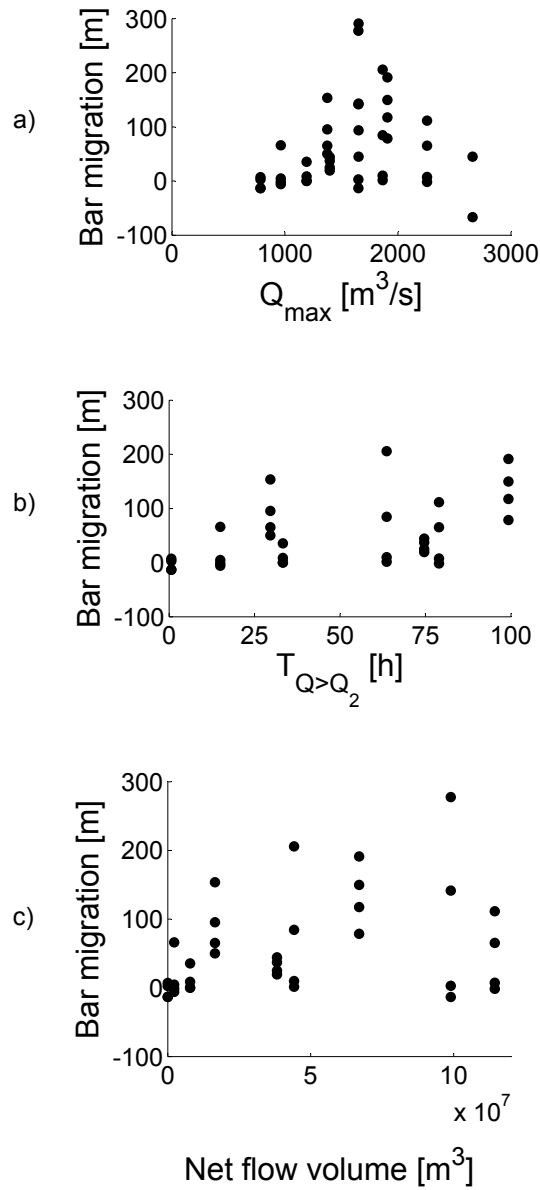 300
200
100
0
-100
Bar migration [m]
a)
0 1000 2000 3000
Q_max [m^3/s]
300
200
100
0
-100
Bar migration [m]
b)
0 25 50 75 100
T_Q>Q_2 [h]
300
200
100
0
-100
Bar migration [m]
c)
0 5 10
x 10^7
Net flow volume [m^3]